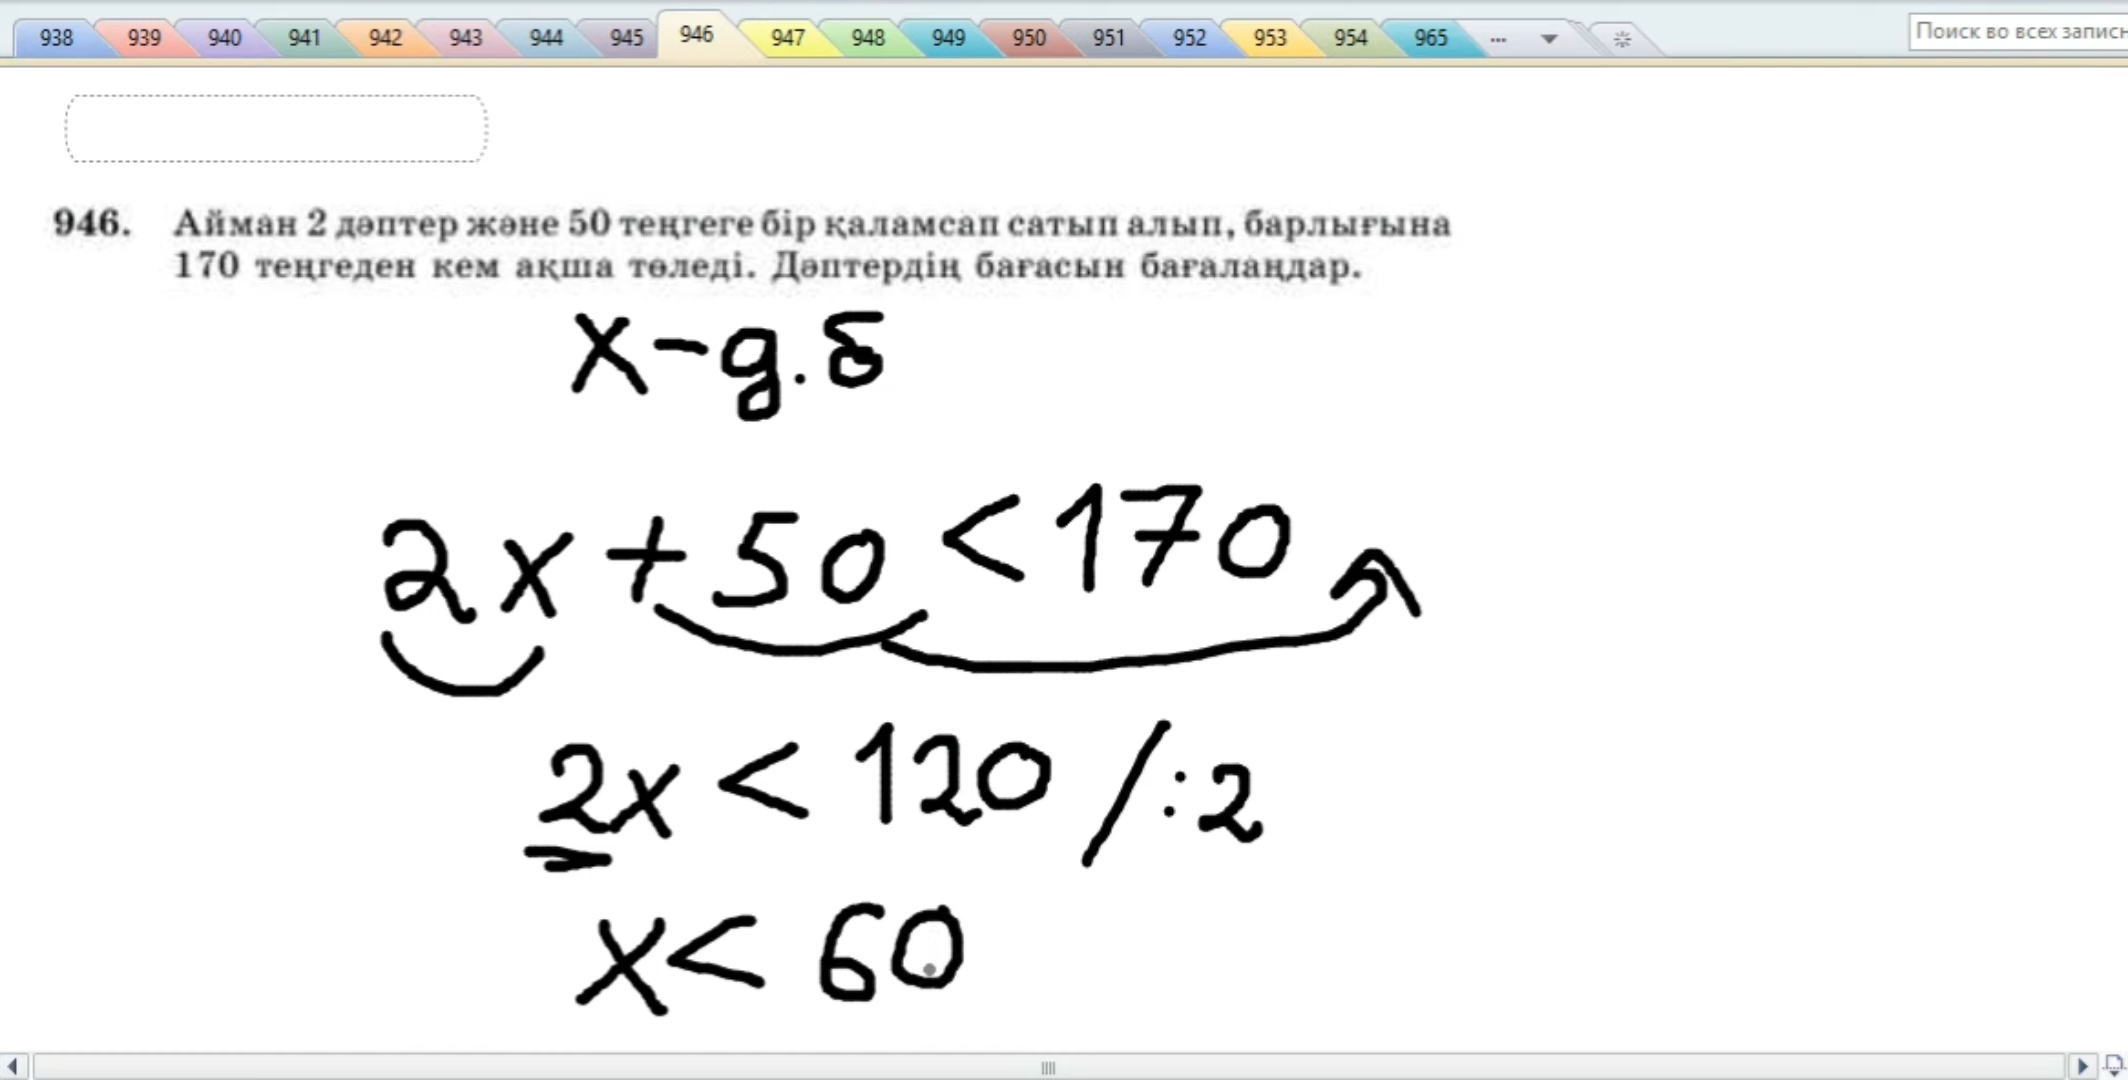 938 939 940 941 942 943 944 945 946 947 948 949 950 951 952 953 954 965 ...
Поиск во всех запис
946. Айман 2 дәптер және 50 теңгеге бір қаламсап сатып алып, барлығына
170 теңгеден кем ақша төледі. Дәптердің бағасын бағалаңдар.
x - д.б
2x + 50 < 170
2x < 120 / : 2
x < 60